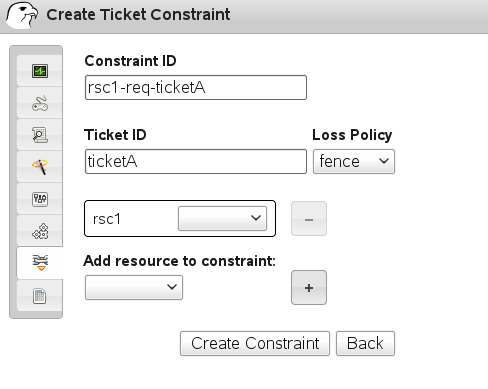 Create Ticket Constraint
Constraint ID
rsc1-req-ticketA
Ticket ID Loss Policy
ticketA fence
rsc1 −
Add resource to constraint:
+
Create Constraint Back